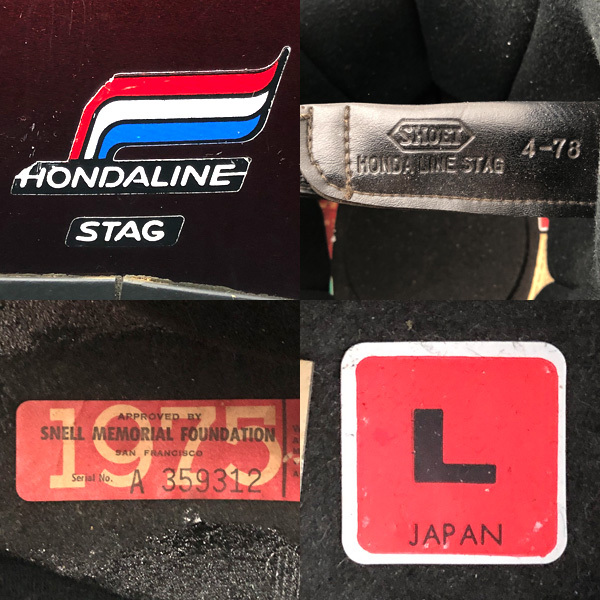 HONDALINE
STAG
SHOEI
HONDA LINE STAG
4-78
1975
APPROVED BY
SNELL MEMORIAL FOUNDATION
SAN FRANCISCO
Serial No. A 359312
L
JAPAN